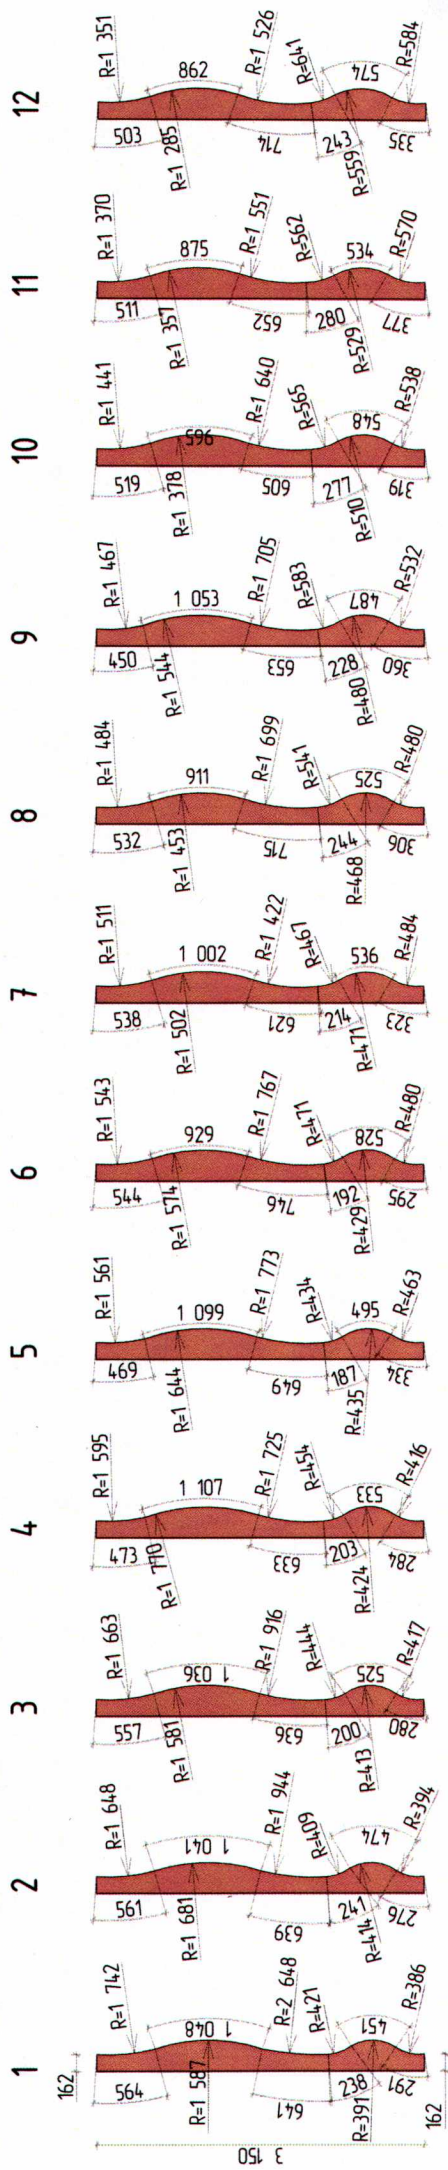 1
162
564
R=1 742
R=1 587
1 048
641
R=2 648
R=421
238
R=391
451
291
R=386
162
3 150
2
561
R=1 648
R=1 681
1 041
639
R=1 944
R=409
241
R=414
474
276
R=394
3
557
R=1 663
R=1 581
1 036
636
R=1 916
R=444
200
R=413
525
280
R=417
4
473
R=1 595
R=1 770
1 107
633
R=1 725
R=454
203
R=424
533
284
R=416
5
469
R=1 561
R=1 644
1 099
649
R=1 773
R=434
187
R=435
495
334
R=463
6
544
R=1 543
R=1 574
929
746
R=1 767
R=471
192
R=429
528
295
R=480
7
538
R=1 511
R=1 502
1 002
621
R=1 422
R=467
214
R=471
536
323
R=484
8
532
R=1 484
R=1 453
911
715
R=1 699
R=541
244
R=468
525
306
R=480
9
450
R=1 467
R=1 544
1 053
653
R=1 705
R=583
228
R=480
487
360
R=532
10
519
R=1 441
R=1 378
965
605
R=1 640
R=565
277
R=510
548
319
R=538
11
511
R=1 370
R=1 357
875
652
R=1 551
R=562
280
R=529
534
377
R=570
12
503
R=1 351
R=1 285
892
714
R=1 526
R=641
243
R=559
574
335
R=584